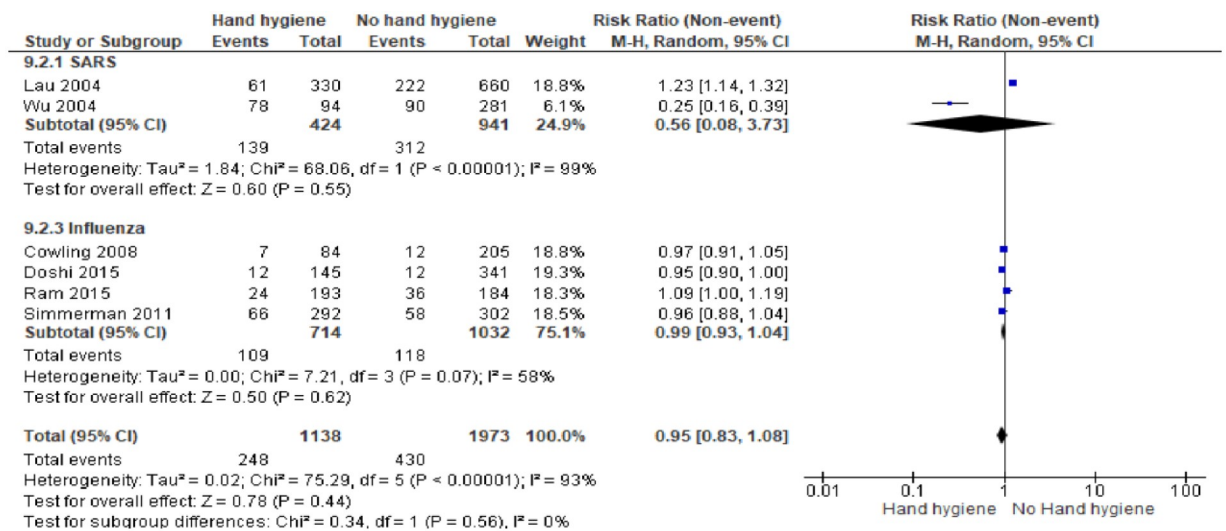 Hand hygiene No hand hygiene Risk Ratio (Non-event) Risk Ratio (Non-event)
Study or Subgroup Events Total Events Total Weight M-H, Random, 95% CI M-H, Random, 95% CI
9.2.1 SARS
Lau 2004 61 330 222 660 18.8% 1.23 [1.14, 1.32]
Wu 2004 78 94 90 281 6.1% 0.25 [0.16, 0.39]
Subtotal (95% CI) 424 941 24.9% 0.56 [0.08, 3.73]
Total events 139 312
Heterogeneity: Tau² = 1.84; Chi² = 68.06, df = 1 (P < 0.00001); I² = 99%
Test for overall effect: Z = 0.60 (P = 0.55)
9.2.3 Influenza
Cowling 2008 7 84 12 205 18.8% 0.97 [0.91, 1.05]
Doshi 2015 12 145 12 341 19.3% 0.95 [0.90, 1.00]
Ram 2015 24 193 36 184 18.3% 1.09 [1.00, 1.19]
Simmerman 2011 66 292 58 302 18.5% 0.96 [0.88, 1.04]
Subtotal (95% CI) 714 1032 75.1% 0.99 [0.93, 1.04]
Total events 109 118
Heterogeneity: Tau² = 0.00; Chi² = 7.21, df = 3 (P = 0.07); I² = 58%
Test for overall effect: Z = 0.50 (P = 0.62)
Total (95% CI) 1138 1973 100.0% 0.95 [0.83, 1.08]
Total events 248 430
Heterogeneity: Tau² = 0.02; Chi² = 75.29, df = 5 (P < 0.00001); I² = 93%
Test for overall effect: Z = 0.78 (P = 0.44)
Test for subgroup differences: Chi² = 0.34, df = 1 (P = 0.56), I² = 0%
0.01 0.1 1 10 100
Hand hygiene No Hand hygiene